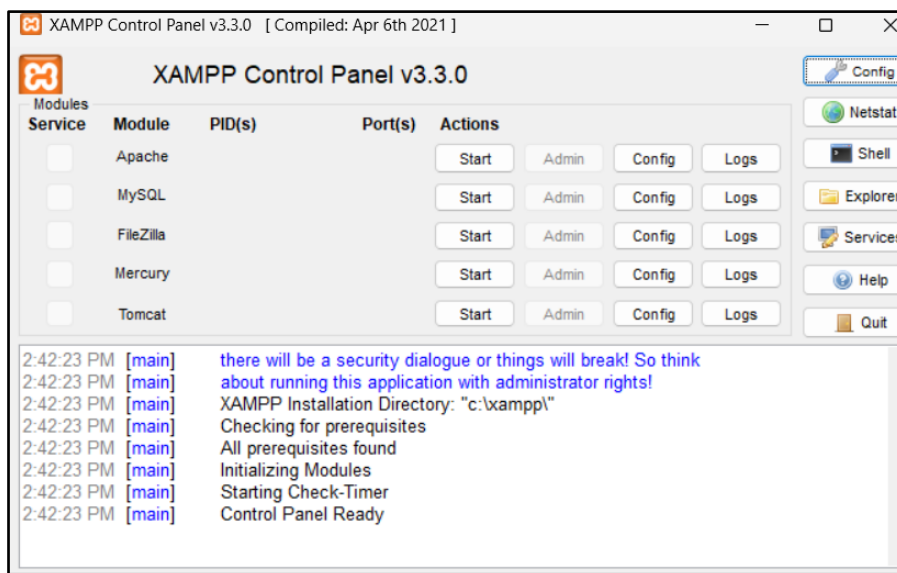 XAMPP Control Panel v3.3.0 [ Compiled: Apr 6th 2021 ]
XAMPP Control Panel v3.3.0
Config
Modules
Service Module PID(s) Port(s) Actions
Netstat
Apache Start Admin Config Logs
Shell
MySQL Start Admin Config Logs
Explorer
FileZilla Start Admin Config Logs
Services
Mercury Start Admin Config Logs
Help
Tomcat Start Admin Config Logs
Quit
2:42:23 PM [main] there will be a security dialogue or things will break! So think
2:42:23 PM [main] about running this application with administrator rights!
2:42:23 PM [main] XAMPP Installation Directory: "c:\xampp\"
2:42:23 PM [main] Checking for prerequisites
2:42:23 PM [main] All prerequisites found
2:42:23 PM [main] Initializing Modules
2:42:23 PM [main] Starting Check-Timer
2:42:23 PM [main] Control Panel Ready